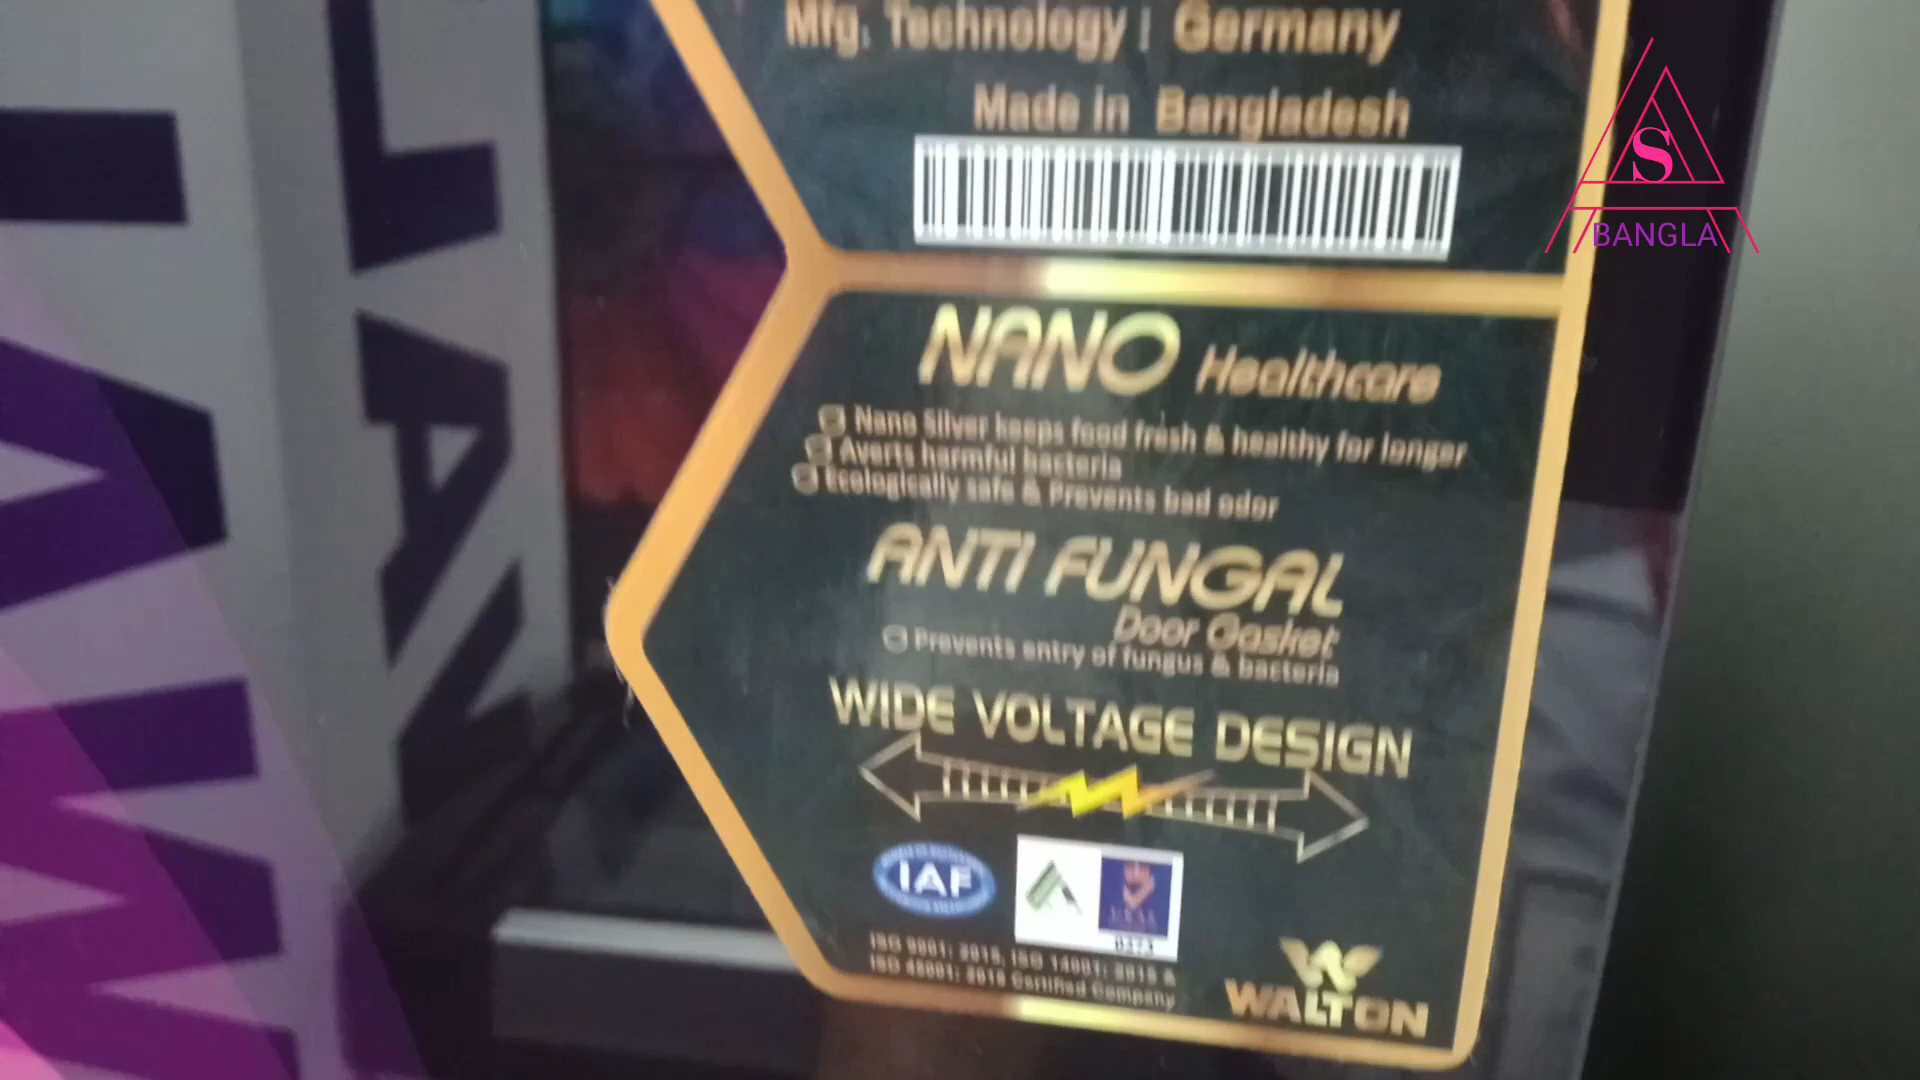 Mfg. Technology : Germany
Made in Bangladesh
S
BANGLA
NANO Healthcare
Nano Silver keeps food fresh & healthy for longer
Averts harmful bacteria
Ecologically safe & Prevents bad odor
ANTI FUNGAL
Door Gasket
Prevents entry of fungus & bacteria
WIDE VOLTAGE DESIGN
IAF
UKAS
ISO 9001: 2015, ISO 14001: 2015 &
ISO 45001: 2018 Certified Company
WALTON